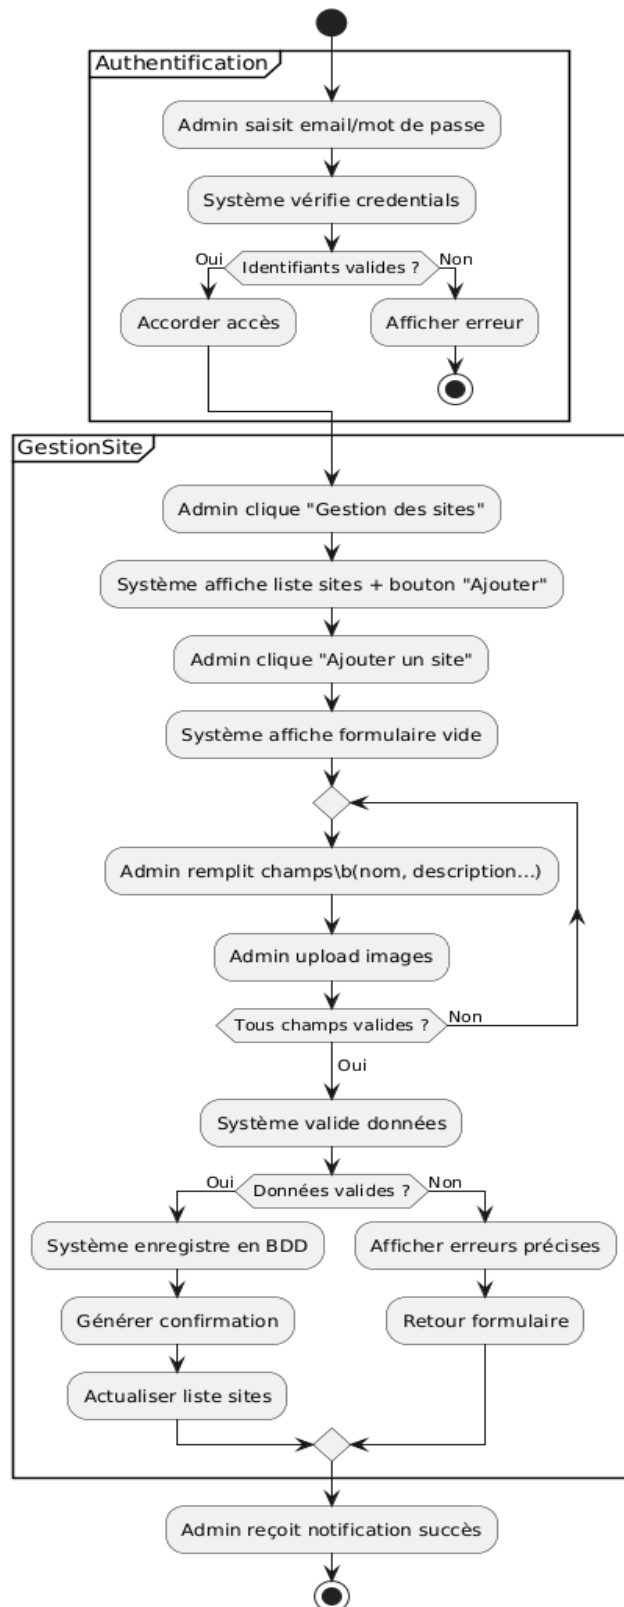 Authentification
Admin saisit email/mot de passe
Système vérifie credentials
Oui
Identifiants valides ?
Non
Accorder accès
Afficher erreur
GestionSite
Admin clique "Gestion des sites"
Système affiche liste sites + bouton "Ajouter"
Admin clique "Ajouter un site"
Système affiche formulaire vide
Admin remplit champs\b(nom, description...)
Admin upload images
Tous champs valides ?
Non
Oui
Système valide données
Oui
Données valides ?
Non
Système enregistre en BDD
Afficher erreurs précises
Générer confirmation
Retour formulaire
Actualiser liste sites
Admin reçoit notification succès